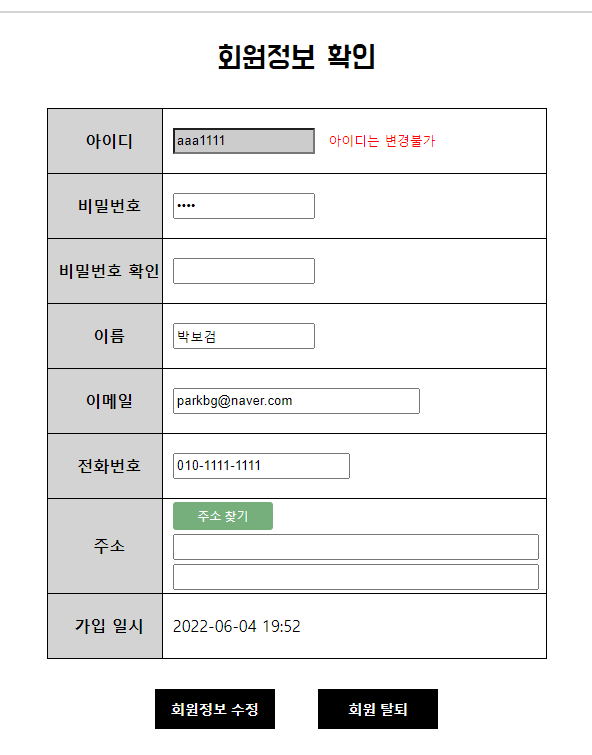 회원정보 확인
아이디 aaa1111 아이디는 변경불가
비밀번호 ••••
비밀번호 확인
이름 박보검
이메일 parkbg@naver.com
전화번호 010-1111-1111
주소 주소 찾기
가입 일시 2022-06-04 19:52
회원정보 수정 회원 탈퇴